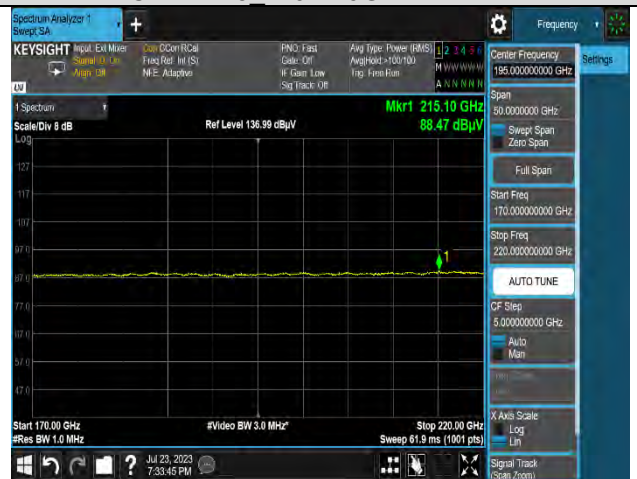 Spectrum Analyzer 1
Swept SA
+
Frequency
KEYSIGHT
Input: Ext Mixer
Signal ID: On
Align: Off
Corr CCorr RCal
Freq Ref: Int (S)
NFE: Adaptive
PNO: Fast
Gate: Off
IF Gain: Low
Sig Track: Off
Avg Type: Power (RMS)
Avg|Hold:>100/100
Trig: Free Run
1 2 3 4 5 6
M W W W W W
A N N N N N
LXI
1 Spectrum
Scale/Div 8 dB
Log
Ref Level 136.99 dBµV
Mkr1 215.10 GHz
88.47 dBµV
127
117
107
97.0
87.0
77.0
67.0
57.0
47.0
1
Start 170.00 GHz
#Res BW 1.0 MHz
#Video BW 3.0 MHz*
Stop 220.00 GHz
Sweep 61.9 ms (1001 pts)
?
Jul 23, 2023
7:33:45 PM
Center Frequency
195.000000000 GHz
Settings
Span
50.0000000 GHz
Swept Span
Zero Span
Full Span
Start Freq
170.000000000 GHz
Stop Freq
220.000000000 GHz
AUTO TUNE
CF Step
5.000000000 GHz
Auto
Man
X Axis Scale
Log
Lin
Signal Track
(Span Zoom)